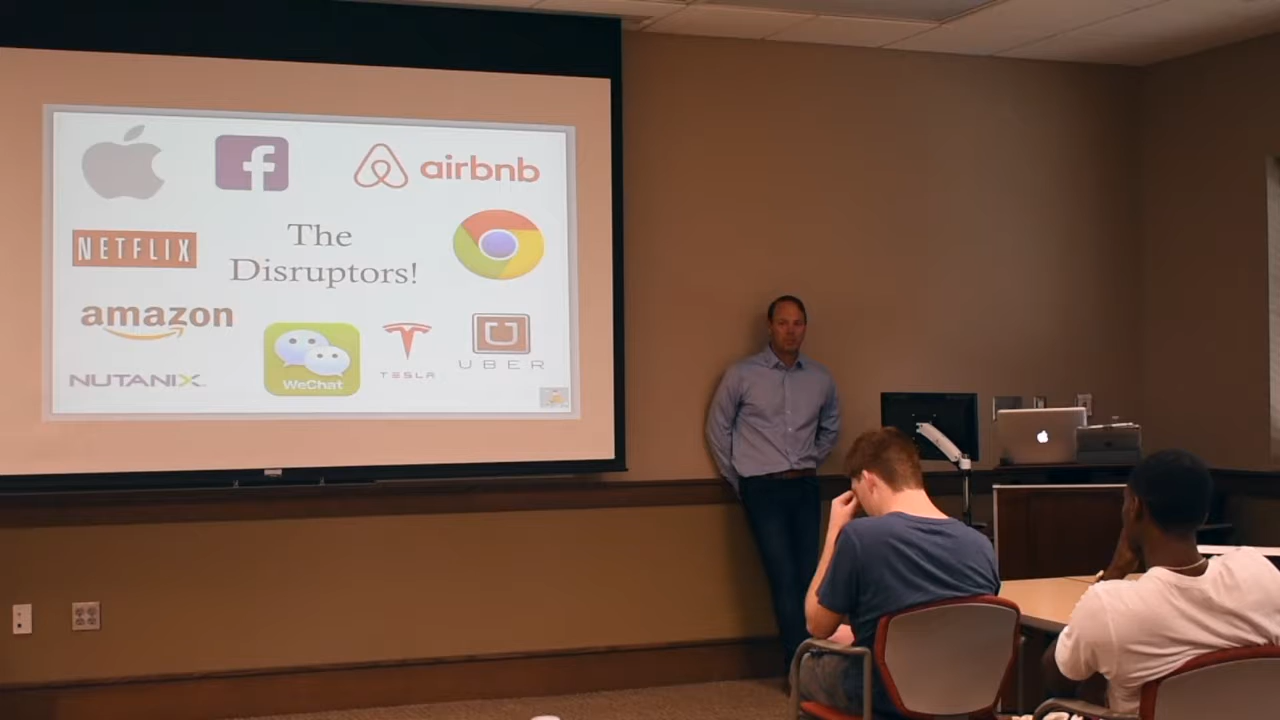 f
airbnb
NETFLIX
The
Disruptors!
amazon
WeChat
TESLA
UBER
NUTANIX